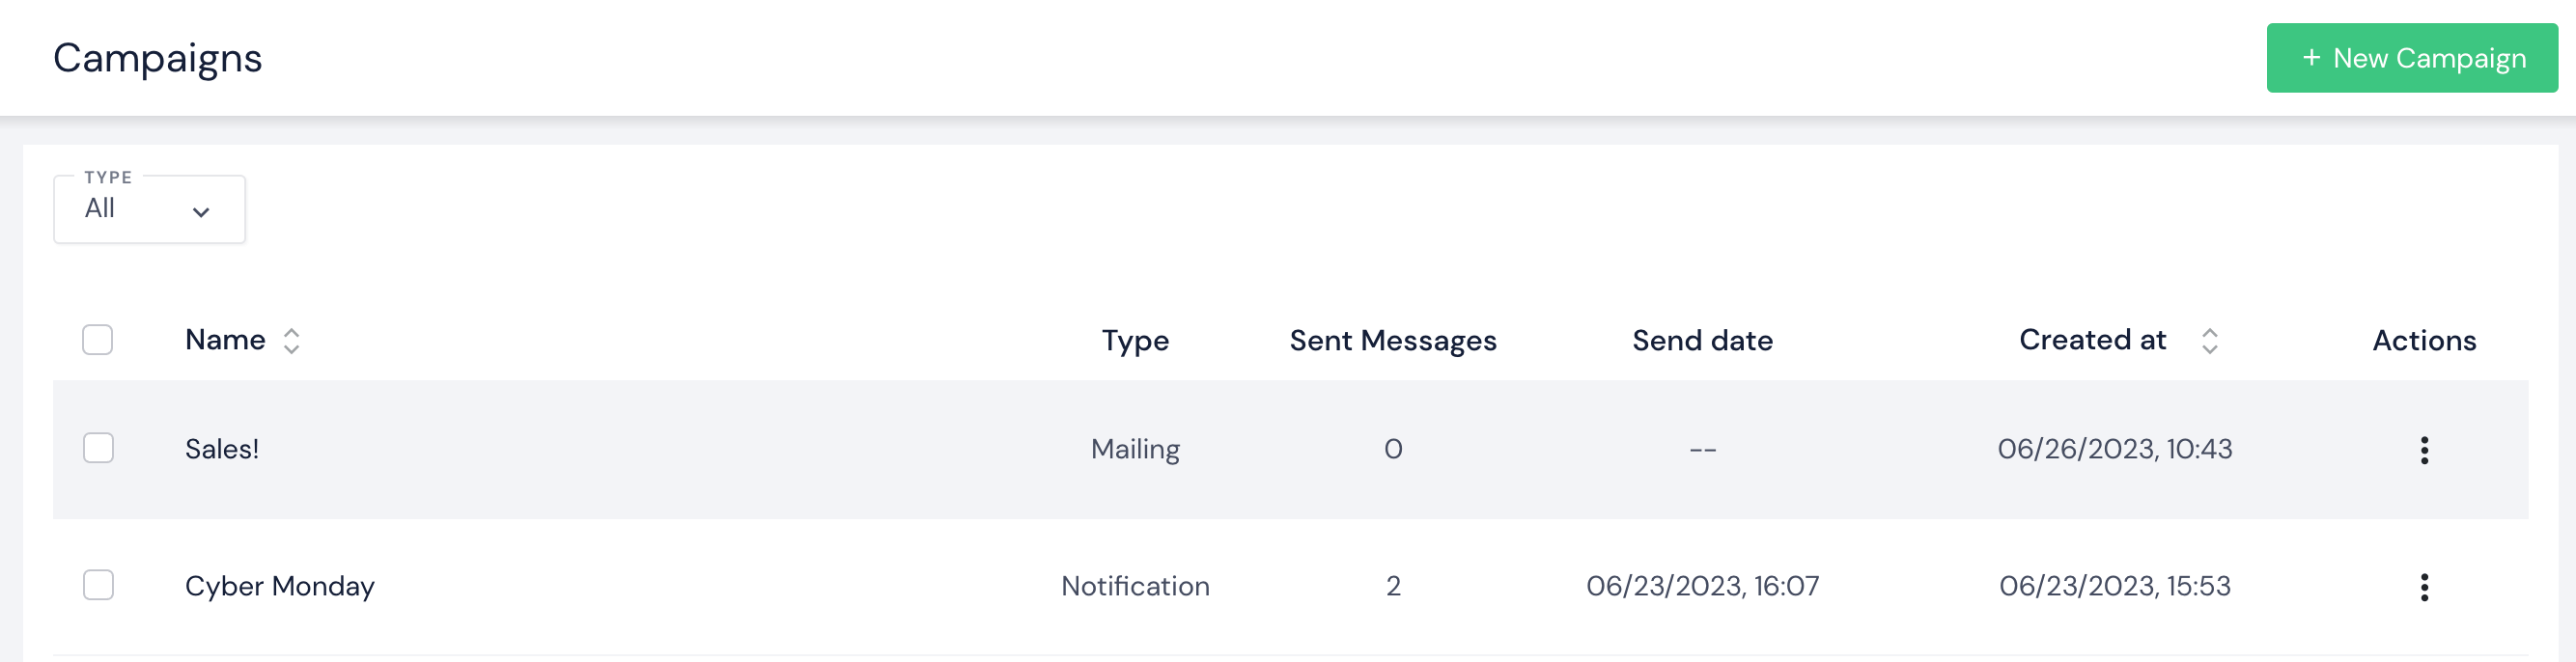 Campaigns
+ New Campaign
TYPE
All
Name Type Sent Messages Send date Created at Actions
Sales! Mailing 0 -- 06/26/2023, 10:43
Cyber Monday Notification 2 06/23/2023, 16:07 06/23/2023, 15:53